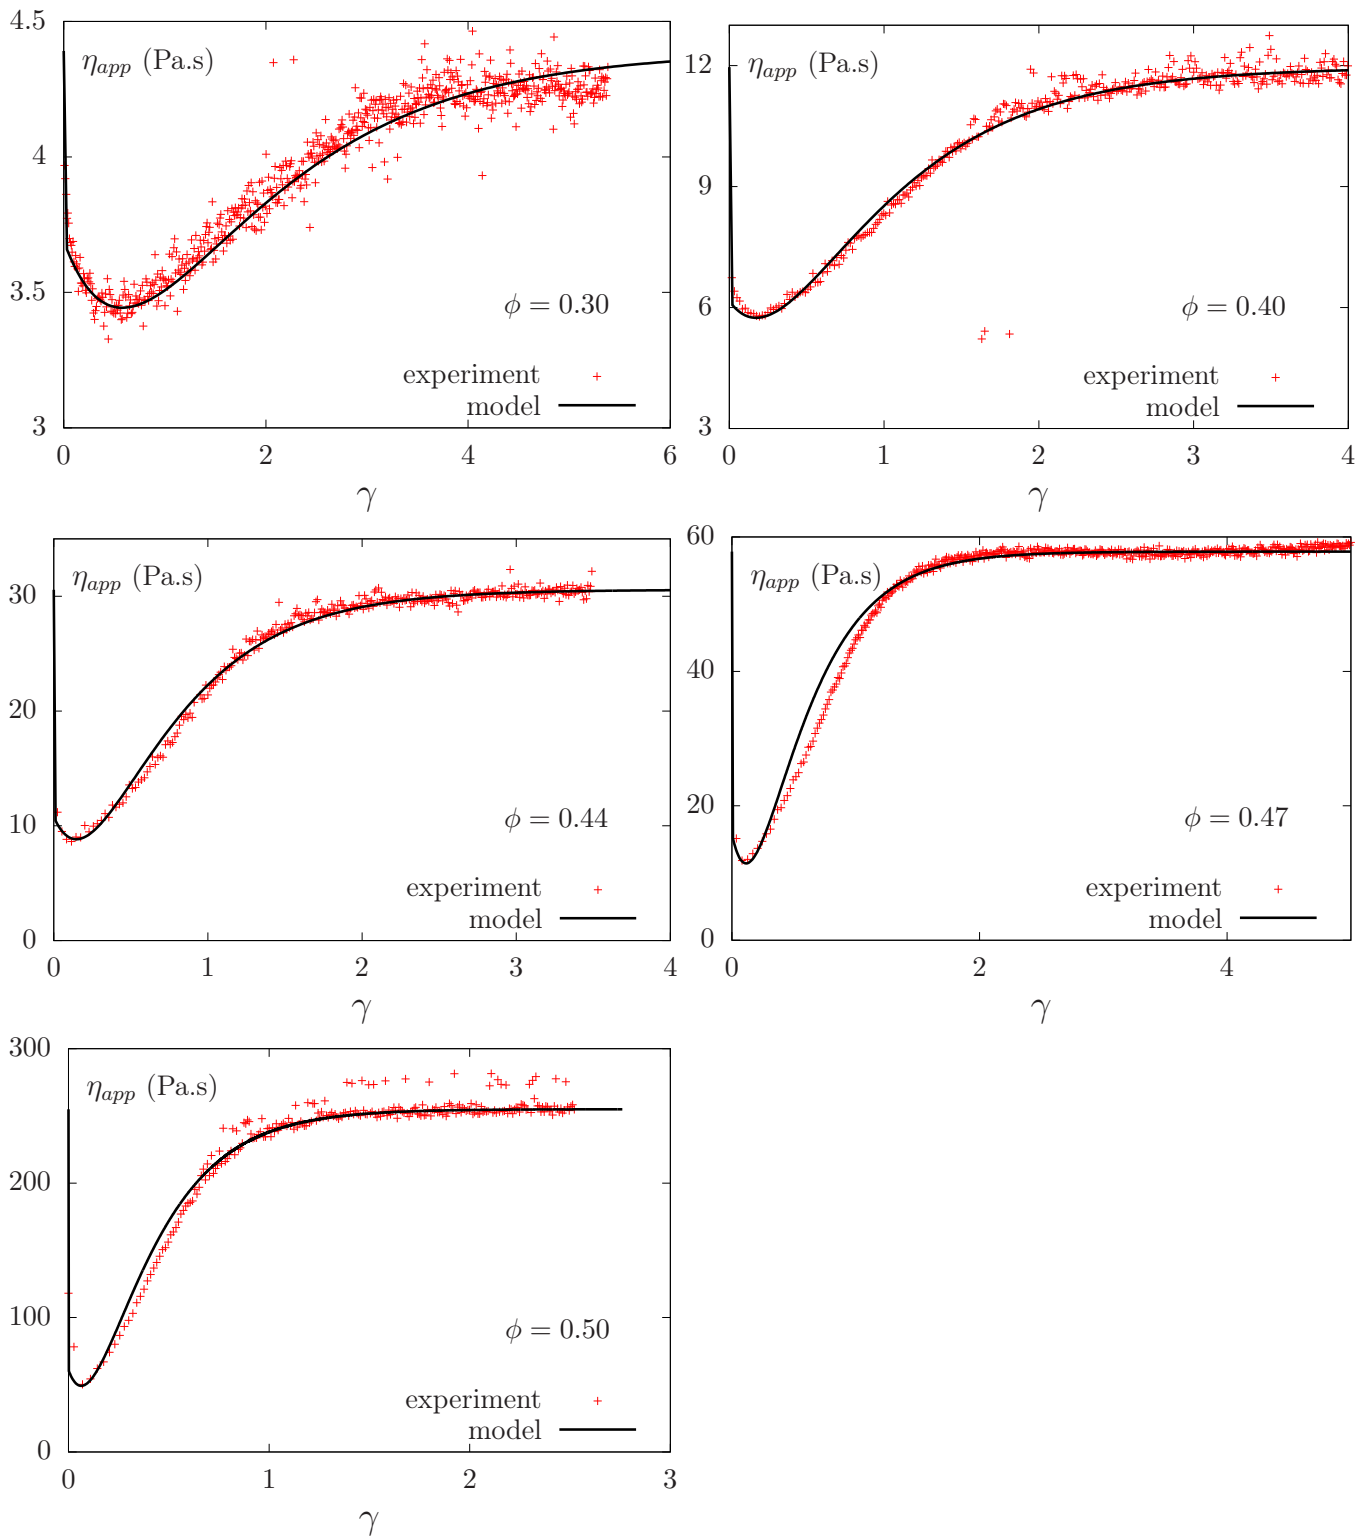 4.5
4
3.5
3
η_app (Pa.s)
ϕ = 0.30
experiment
model
0 2 4 6
γ
12
9
6
3
η_app (Pa.s)
ϕ = 0.40
experiment
model
0 1 2 3 4
γ
30
20
10
0
η_app (Pa.s)
ϕ = 0.44
experiment
model
0 1 2 3 4
γ
60
40
20
0
η_app (Pa.s)
ϕ = 0.47
experiment
model
0 2 4
γ
300
200
100
0
η_app (Pa.s)
ϕ = 0.50
experiment
model
0 1 2 3
γ